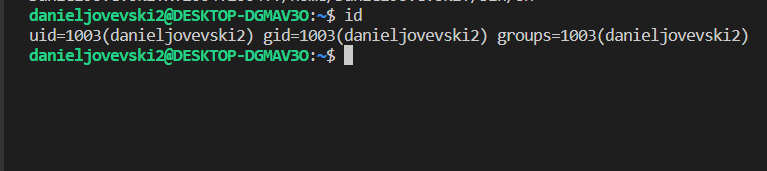 danieljovevski2@DESKTOP-DGMAV3O:~$ id
uid=1003(danieljovevski2) gid=1003(danieljovevski2) groups=1003(danieljovevski2)
danieljovevski2@DESKTOP-DGMAV3O:~$